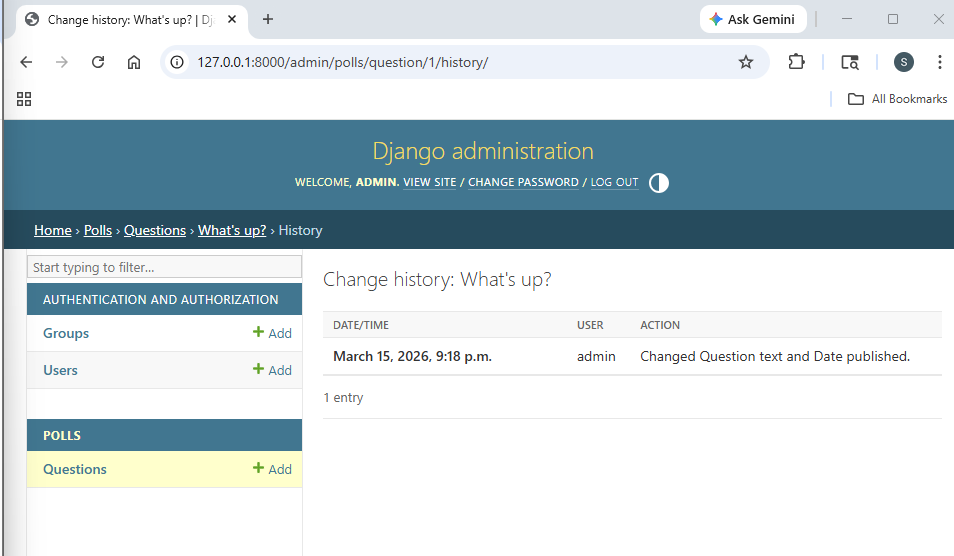 Change history: What's up? | Dj
Ask Gemini
127.0.0.1:8000/admin/polls/question/1/history/
S
All Bookmarks
Django administration
WELCOME, ADMIN. VIEW SITE / CHANGE PASSWORD / LOG OUT
Home › Polls › Questions › What's up? › History
Start typing to filter...
AUTHENTICATION AND AUTHORIZATION
Groups + Add
Users + Add
POLLS
Questions + Add
Change history: What's up?
DATE/TIME USER ACTION
March 15, 2026, 9:18 p.m. admin Changed Question text and Date published.
1 entry